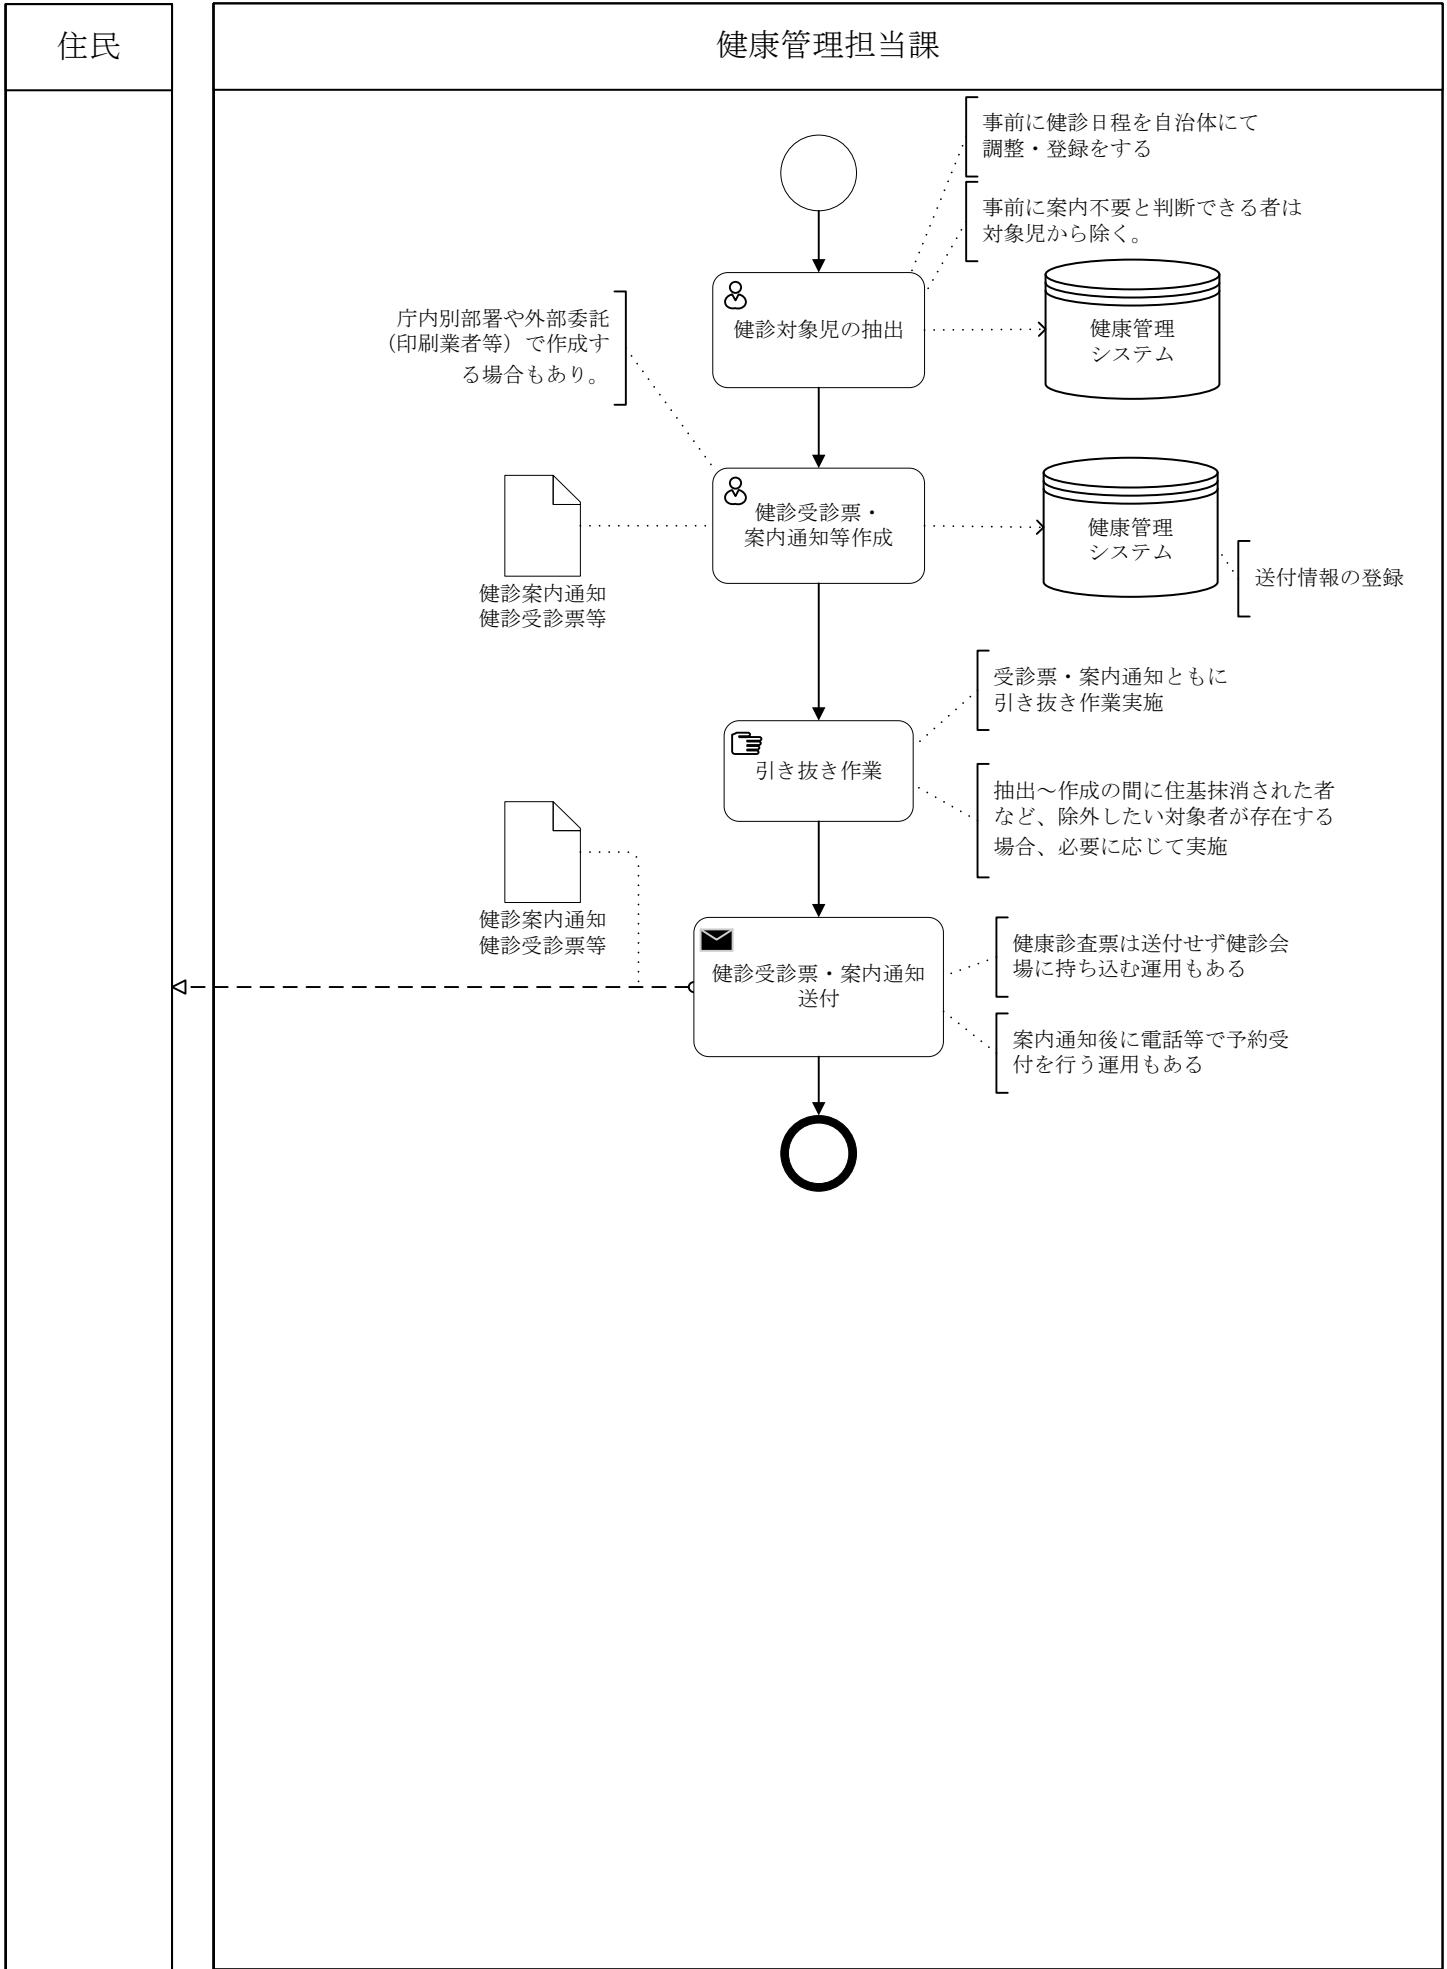 住民
健康管理担当課
事前に健診日程を自治体にて
調整・登録をする
事前に案内不要と判断できる者は
対象児から除く。
健診対象児の抽出
健康管理
システム
庁内別部署や外部委託
（印刷業者等）で作成す
る場合もあり。
健診受診票・
案内通知等作成
健康管理
システム
送付情報の登録
健診案内通知
健診受診票等
受診票・案内通知ともに
引き抜き作業実施
引き抜き作業
抽出～作成の間に住基抹消された者
など、除外したい対象者が存在する
場合、必要に応じて実施
健診案内通知
健診受診票等
健診受診票・案内通知
送付
健康診査票は送付せず健診会
場に持ち込む運用もある
案内通知後に電話等で予約受
付を行う運用もある